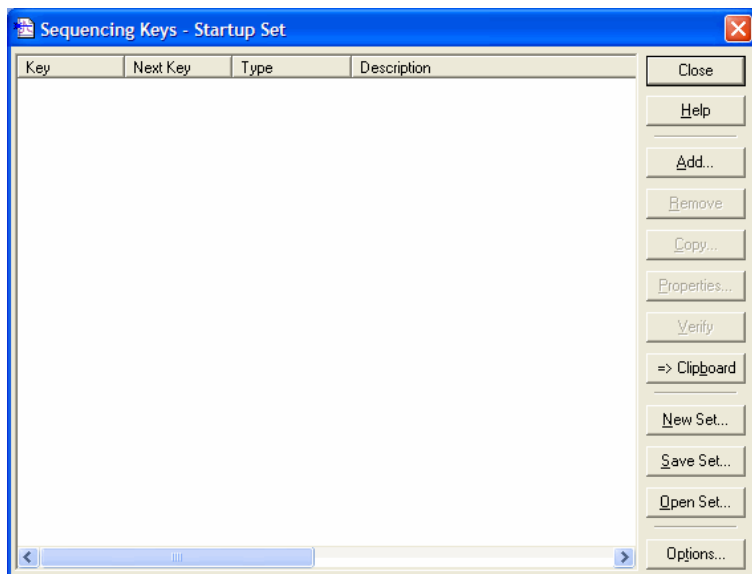 Sequencing Keys - Startup Set
Key Next Key Type Description
Close
Help
Add...
Remove
Copy...
Properties...
Verify
=> Clipboard
New Set...
Save Set...
Open Set...
Options...